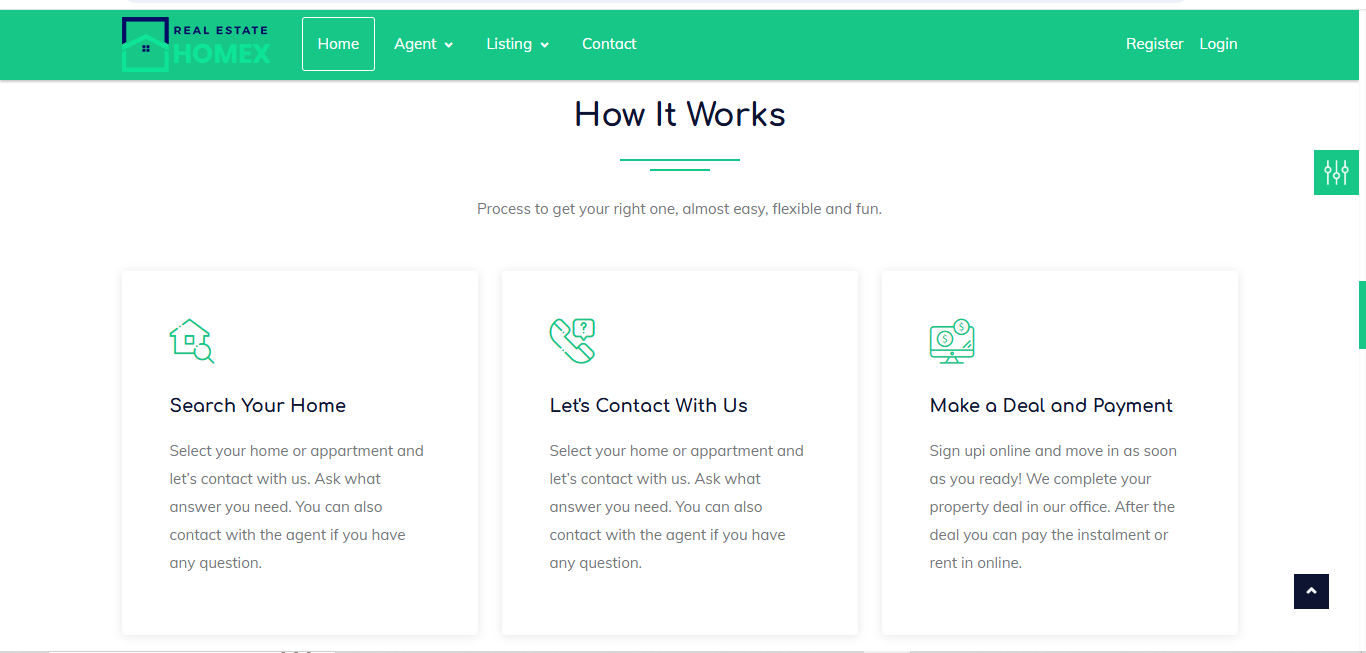 REAL ESTATE
HOMEX
Home Agent Listing Contact Register Login
How It Works
Process to get your right one, almost easy, flexible and fun.
?
$
$
Search Your Home
Select your home or appartment and
let's contact with us. Ask what
answer you need. You can also
contact with the agent if you have
any question.
Let's Contact With Us
Select your home or appartment and
let's contact with us. Ask what
answer you need. You can also
contact with the agent if you have
any question.
Make a Deal and Payment
Sign upi online and move in as soon
as you ready! We complete your
property deal in our office. After the
deal you can pay the instalment or
rent in online.